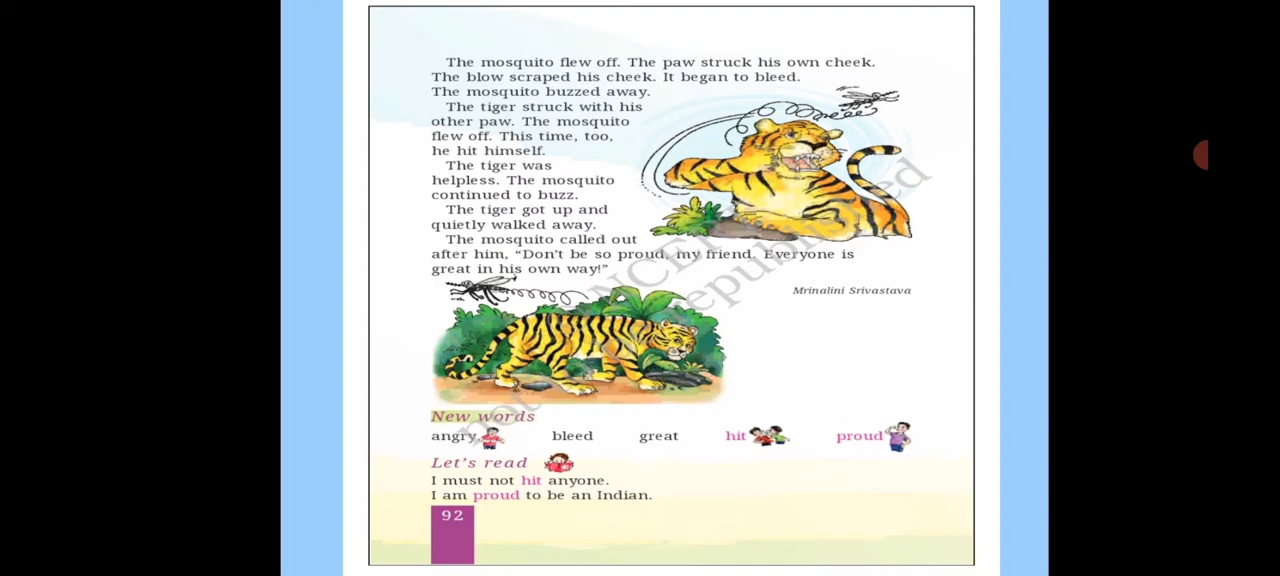 The mosquito flew off. The paw struck his own cheek.
The blow scraped his cheek. It began to bleed.
The mosquito buzzed away.
The tiger struck with his
other paw. The mosquito
flew off. This time, too,
he hit himself.
The tiger was
helpless. The mosquito
continued to buzz.
The tiger got up and
quietly walked away.
The mosquito called out
after him, “Don’t be so proud, my friend. Everyone is
great in his own way!”
Mrinalini Srivastava
New words
angry bleed great hit proud
Let’s read
I must not hit anyone.
I am proud to be an Indian.
92